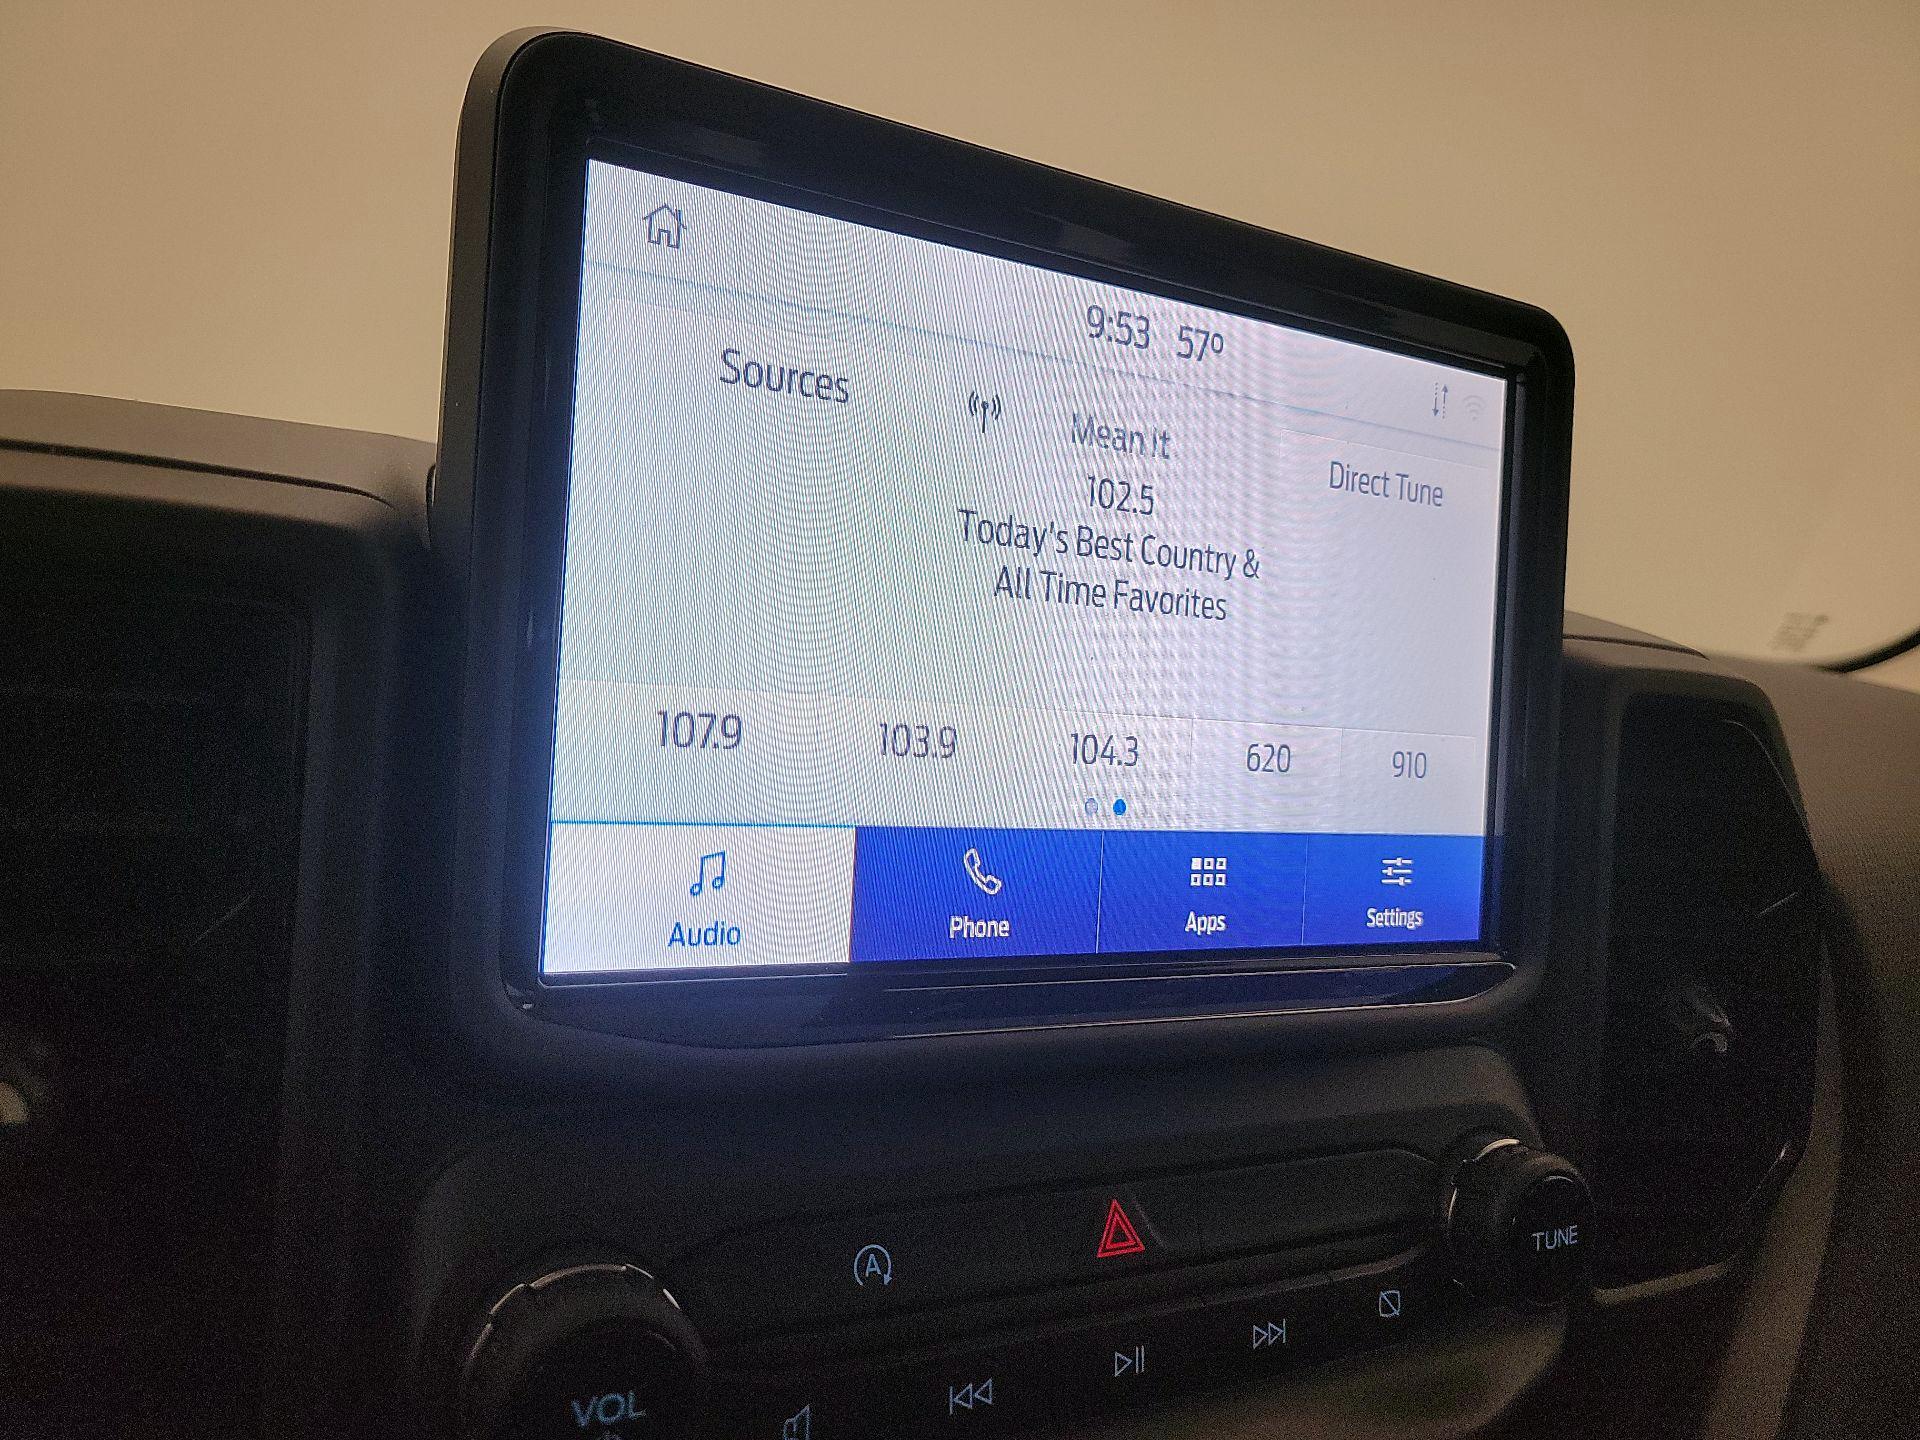 9:53 57°
Sources
Mean it
Direct Tune
102.5
Today's Best Country &
All Time Favorites
107.9 103.9 104.3 620 910
Audio Phone Apps Settings
A
TUNE
VOL